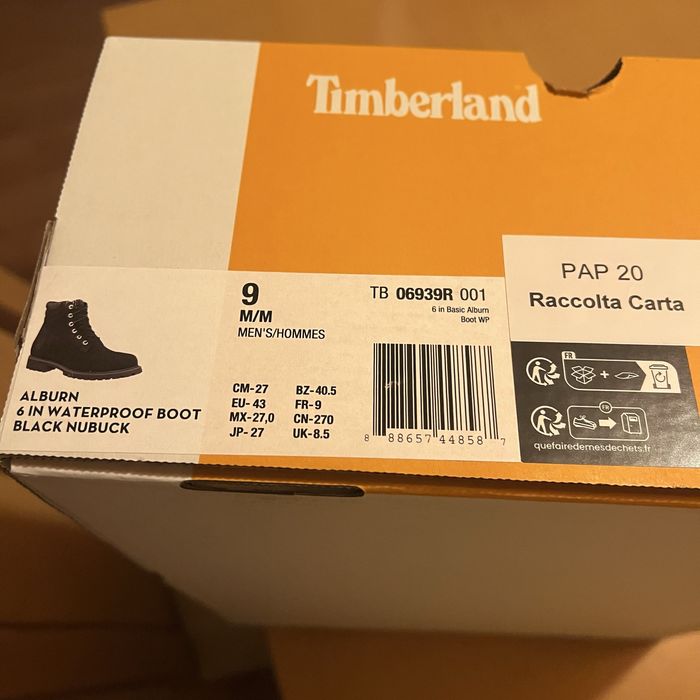 Timberland
PAP 20
Raccolta Carta
9
M/M
MEN'S/HOMMES
TB 06939R 001
6 in Basic Alburn
Boot WP
ALBURN
6 IN WATERPROOF BOOT
BLACK NUBUCK
CM-27 BZ-40.5
EU- 43 FR-9
MX-27,0 CN-270
JP- 27 UK-8.5
8 88657 44858 7
FR
+
FR
quefairedemesdechets.fr